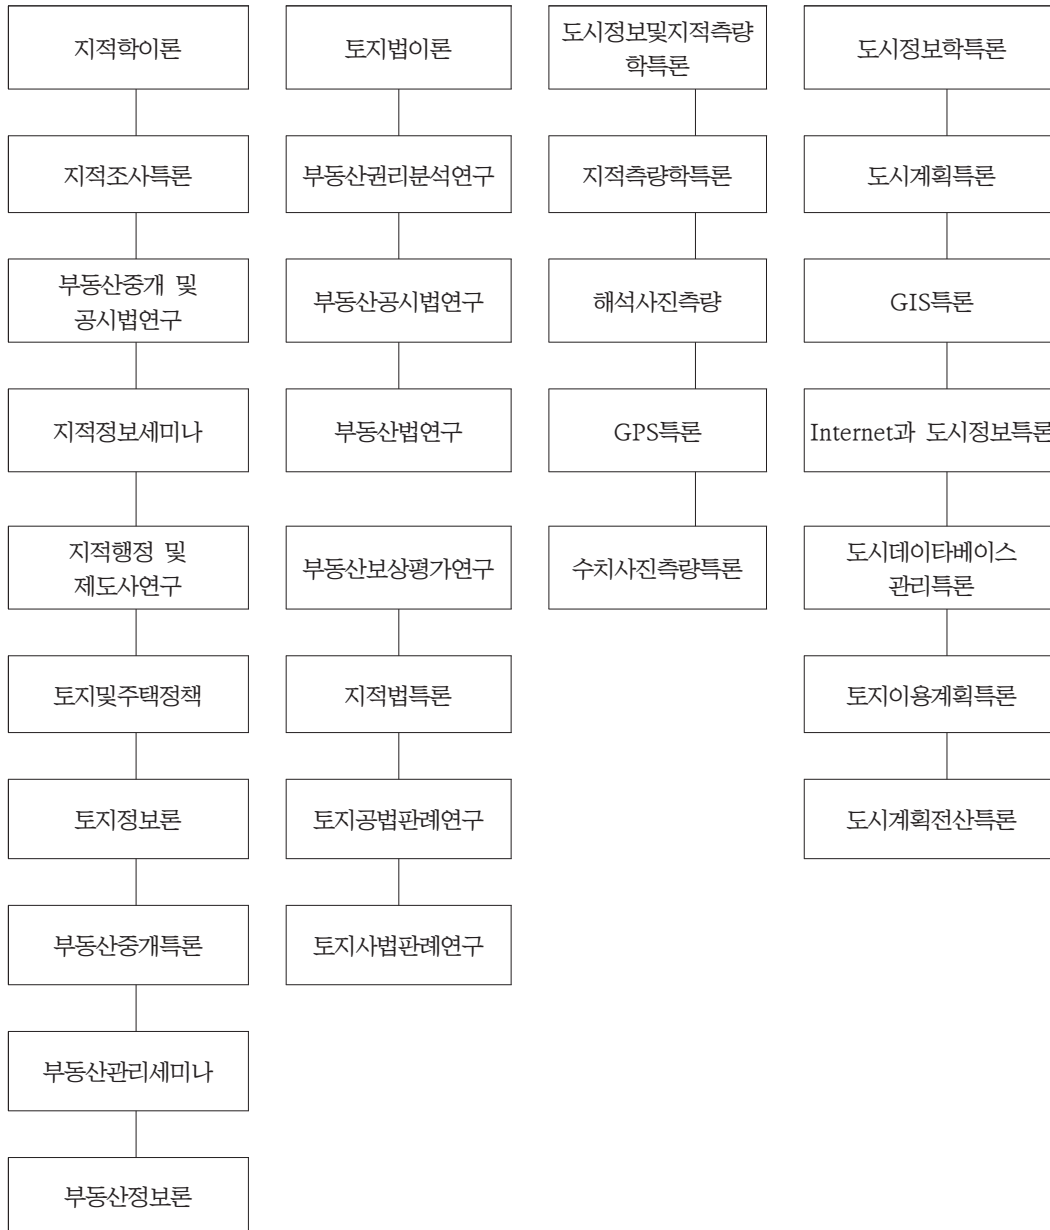 지적학이론
지적조사특론
부동산중개 및
공시법연구
지적정보세미나
지적행정 및
제도사연구
토지및주택정책
토지정보론
부동산중개특론
부동산관리세미나
부동산정보론
토지법이론
부동산권리분석연구
부동산공시법연구
부동산법연구
부동산보상평가연구
지적법특론
토지공법판례연구
토지사법판례연구
도시정보및지적측량
학특론
지적측량학특론
해석사진측량
GPS특론
수치사진측량특론
도시정보학특론
도시계획특론
GIS특론
Internet과 도시정보특론
도시데이타베이스
관리특론
토지이용계획특론
도시계획전산특론